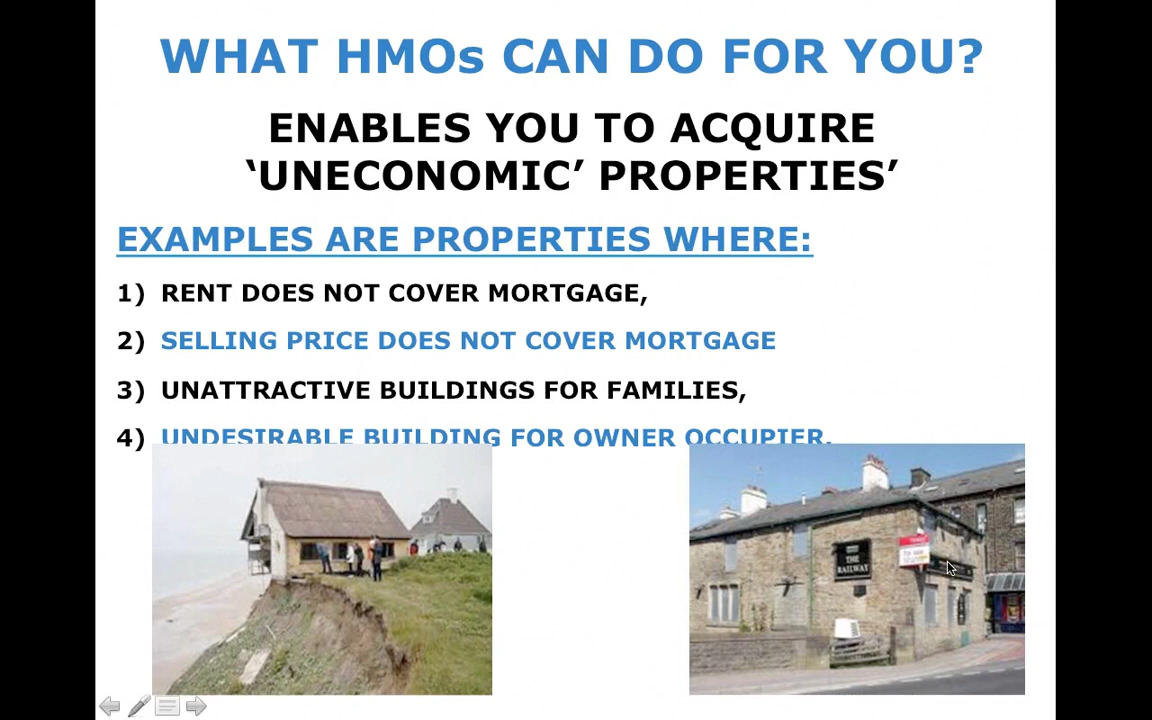 WHAT HMOs CAN DO FOR YOU?
ENABLES YOU TO ACQUIRE
‘UNECONOMIC’ PROPERTIES’
EXAMPLES ARE PROPERTIES WHERE:
1) RENT DOES NOT COVER MORTGAGE,
2) SELLING PRICE DOES NOT COVER MORTGAGE
3) UNATTRACTIVE BUILDINGS FOR FAMILIES,
4) UNDESIRABLE BUILDING FOR OWNER OCCUPIER.
THE
RAILWAY